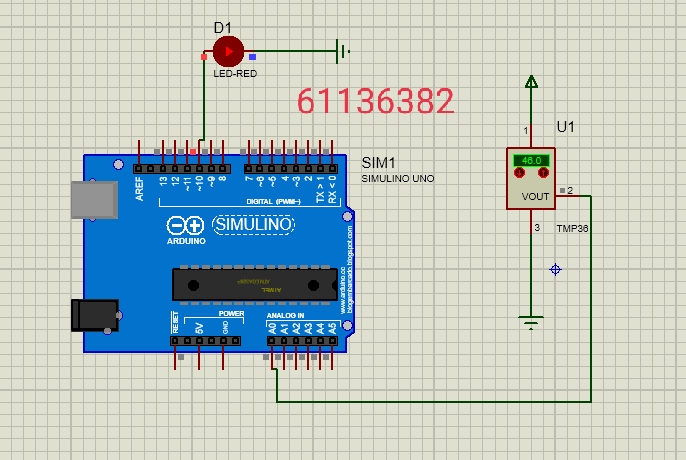 D1
LED-RED
61136382
U1
1
46.0
2
VOUT
3
TMP36
SIM1
SIMULINO UNO
AREF
13
12
~11
~10
~9
8
7
~6
~5
4
~3
2
TX > 1
RX < 0
DIGITAL (PWM~)
SIMULINO
ARDUINO
www.arduino.cc
blogembarcado.blogspot.com
RESET
5V
POWER
GND
ANALOG IN
A0
A1
A2
A3
A4
A5